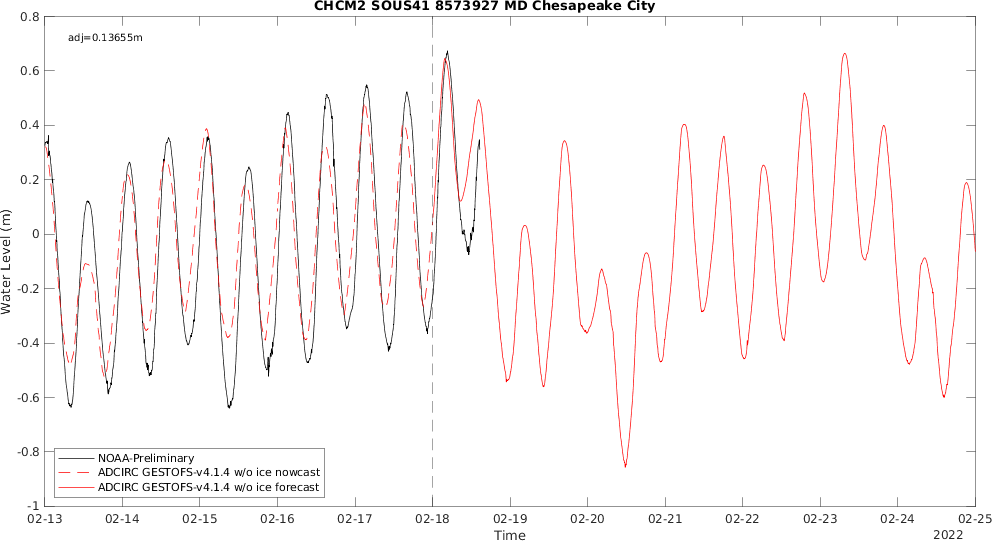 CHCM2 SOUS41 8573927 MD Chesapeake City
adj=0.13655m
0.8
0.6
0.4
0.2
0
-0.2
-0.4
-0.6
-0.8
-1
Water Level (m)
NOAA-Preliminary
ADCIRC GESTOFS-v4.1.4 w/o ice nowcast
ADCIRC GESTOFS-v4.1.4 w/o ice forecast
02-13 02-14 02-15 02-16 02-17 02-18 02-19 02-20 02-21 02-22 02-23 02-24 02-25
Time
2022